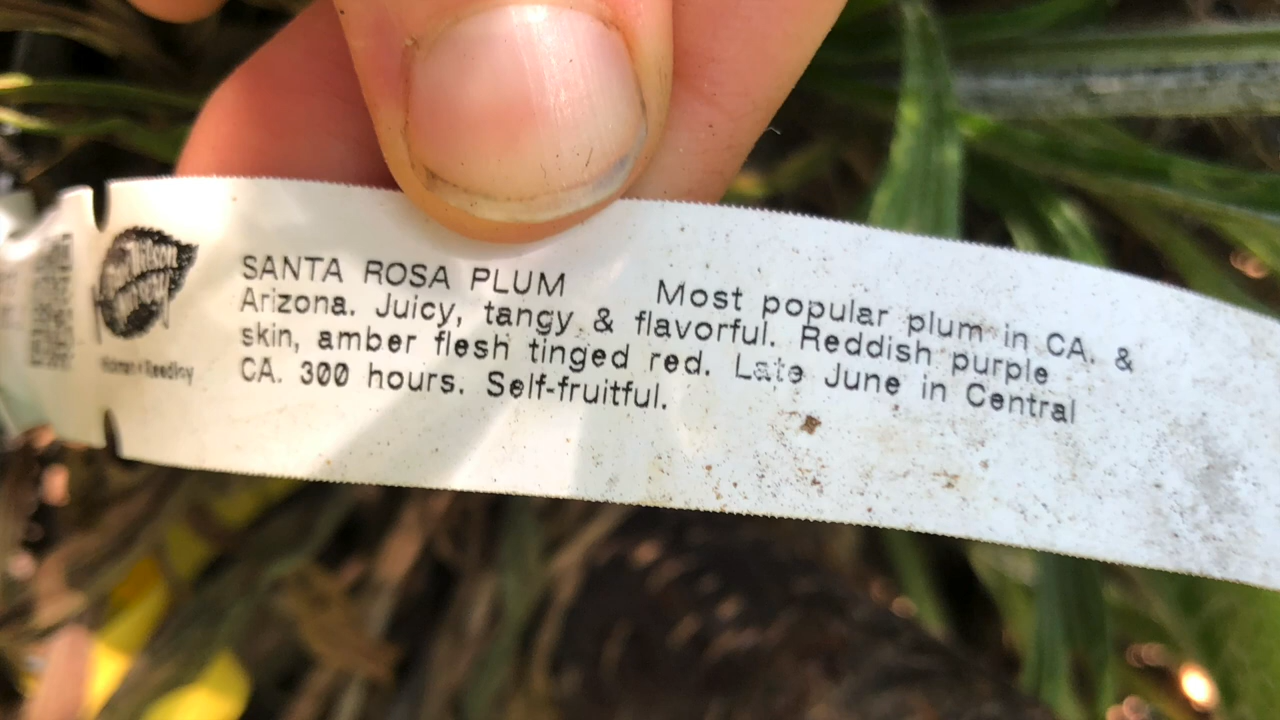 SANTA ROSA PLUM Most popular plum in CA. &
Arizona. Juicy, tangy & flavorful. Reddish purple
skin, amber flesh tinged red. Late June in Central
CA. 300 hours. Self-fruitful.